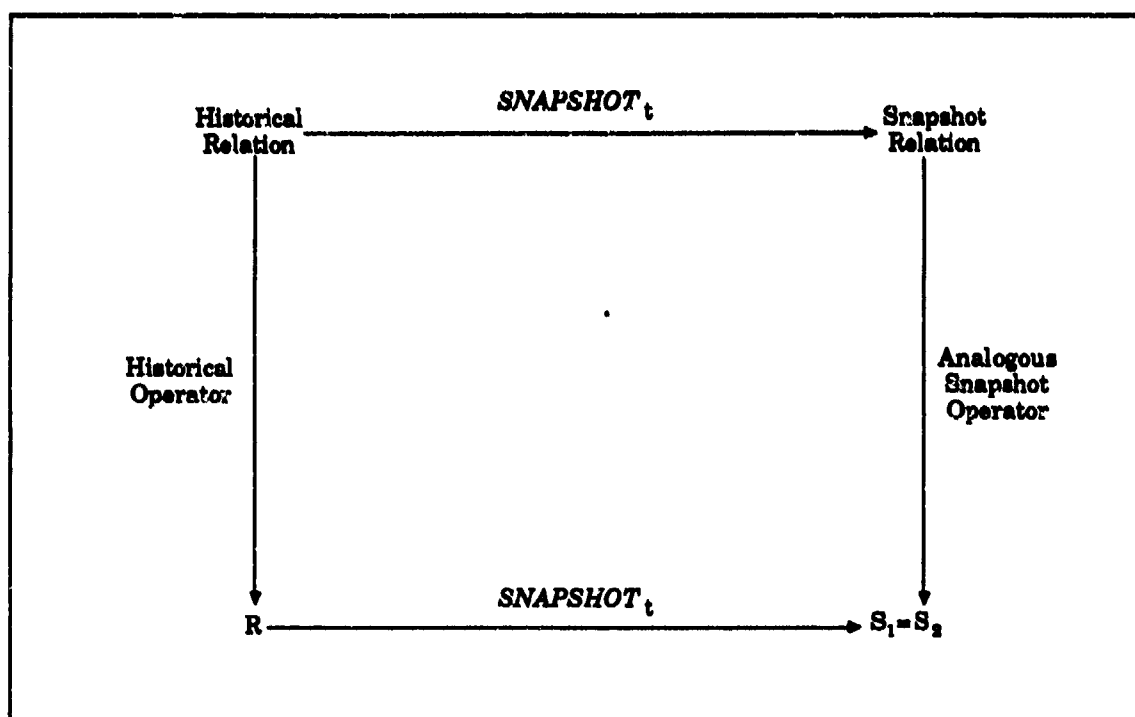 SNAPSHOT t
Historical
Relation
Snapshot
Relation
Historical
Operator
Analogous
Snapshot
Operator
SNAPSHOT t
R
S₁=S₂